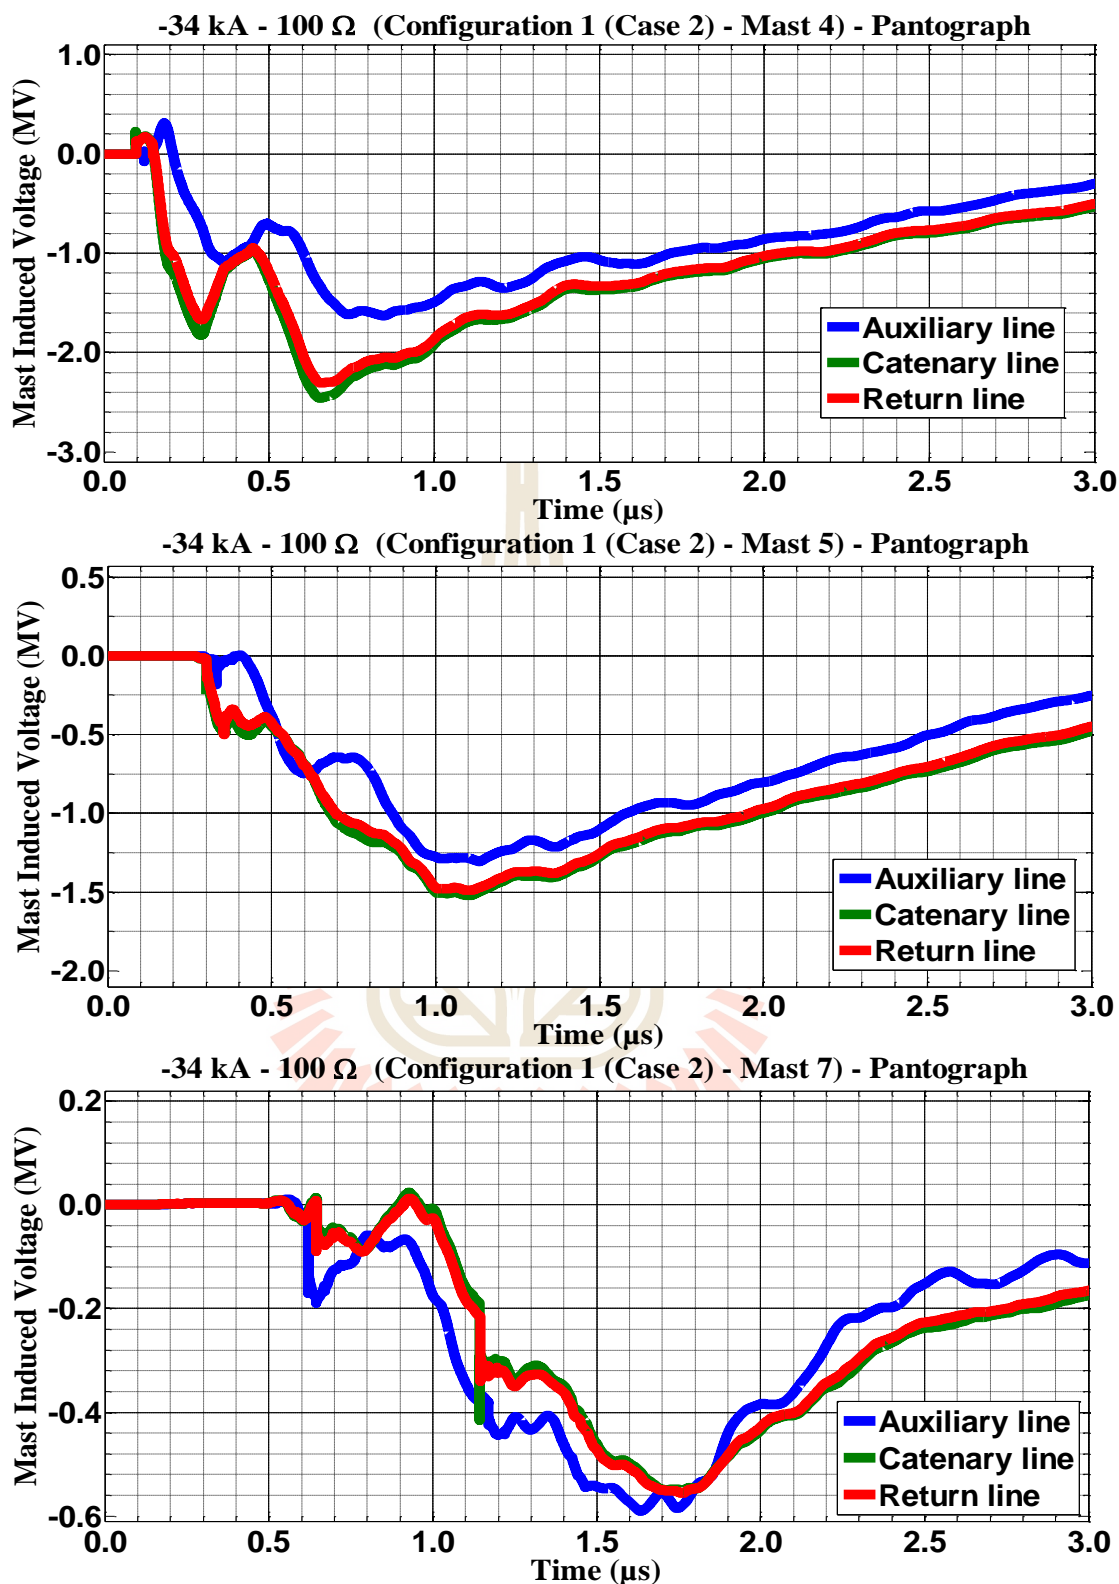 -34 kA - 100 Ω (Configuration 1 (Case 2) - Mast 4) - Pantograph
Mast Induced Voltage (MV)
1.0
0.0
-1.0
-2.0
-3.0
Auxiliary line
Catenary line
Return line
0.0 0.5 1.0 1.5 2.0 2.5 3.0
Time (µs)
-34 kA - 100 Ω (Configuration 1 (Case 2) - Mast 5) - Pantograph
Mast Induced Voltage (MV)
0.5
0.0
-0.5
-1.0
-1.5
-2.0
Auxiliary line
Catenary line
Return line
0.0 0.5 1.0 1.5 2.0 2.5 3.0
Time (µs)
-34 kA - 100 Ω (Configuration 1 (Case 2) - Mast 7) - Pantograph
Mast Induced Voltage (MV)
0.2
0.0
-0.2
-0.4
-0.6
Auxiliary line
Catenary line
Return line
0.0 0.5 1.0 1.5 2.0 2.5 3.0
Time (µs)